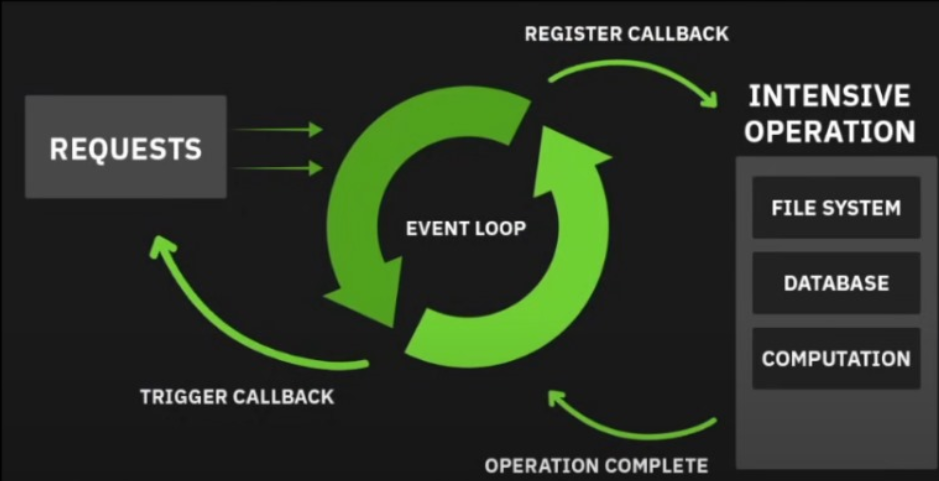 REGISTER CALLBACK
INTENSIVE
OPERATION
REQUESTS
FILE SYSTEM
EVENT LOOP
DATABASE
COMPUTATION
TRIGGER CALLBACK
OPERATION COMPLETE